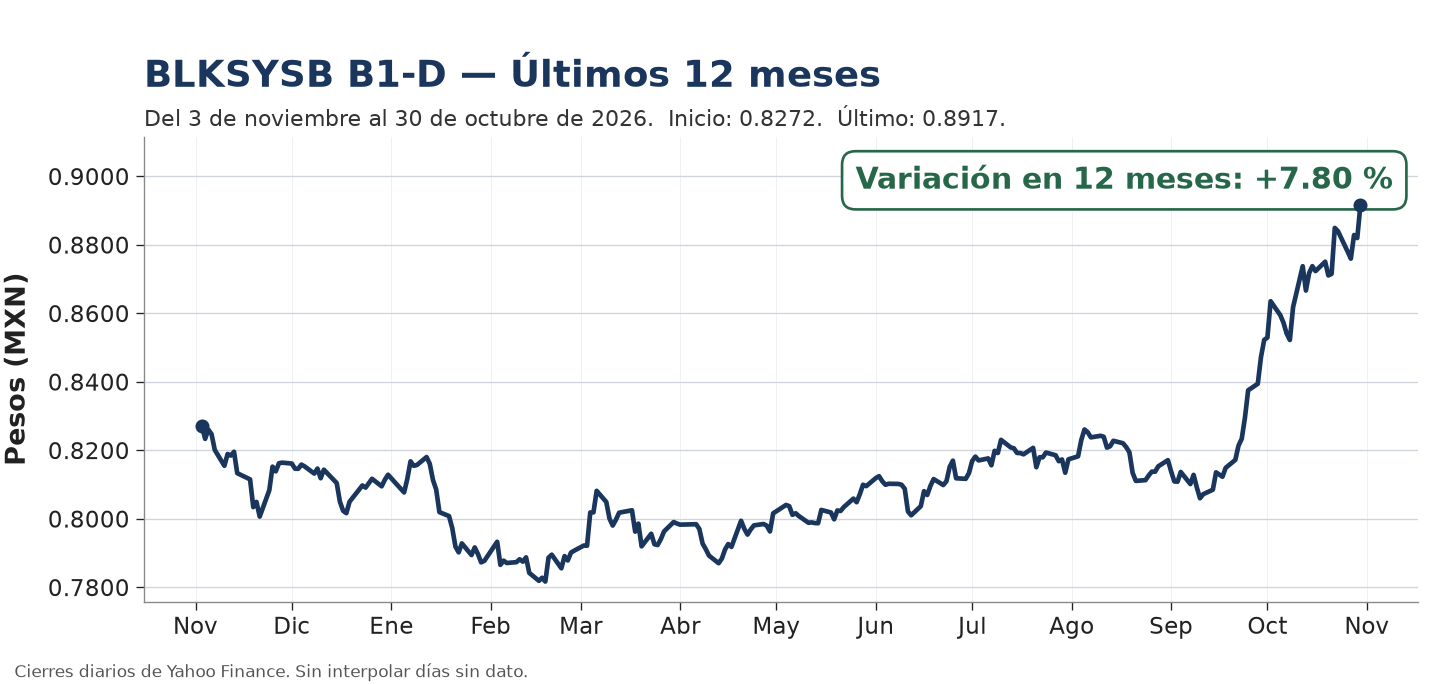 BLKSYSB B1-D — Últimos 12 meses
Del 3 de noviembre al 30 de octubre de 2026.  Inicio: 0.8272.  Último: 0.8917.
Variación en 12 meses: +7.80 %
Pesos (MXN)
0.9000
0.8800
0.8600
0.8400
0.8200
0.8000
0.7800
Nov Dic Ene Feb Mar Abr May Jun Jul Ago Sep Oct Nov
Cierres diarios de Yahoo Finance. Sin interpolar días sin dato.